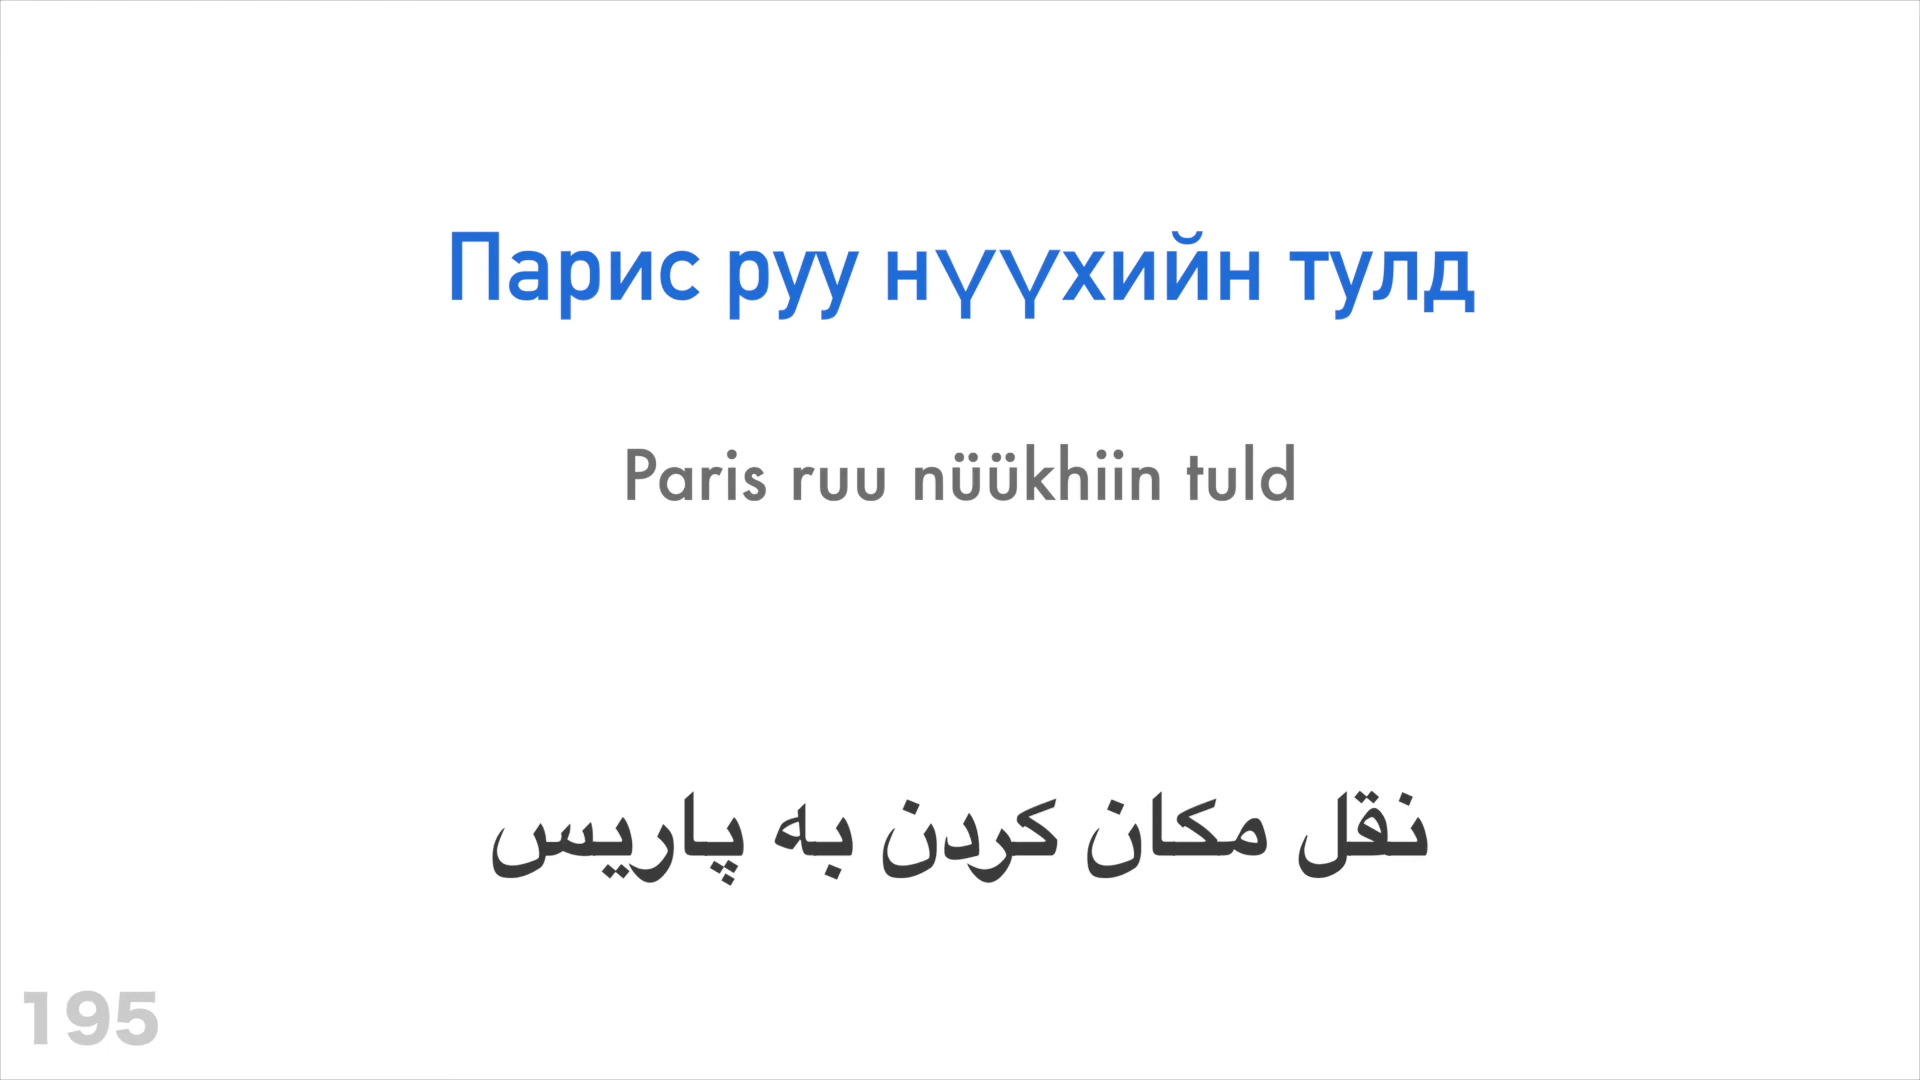 Парис руу нүүхийн тулд
Paris ruu nüükhiin tuld
نقل مکان کردن به پاریس
195